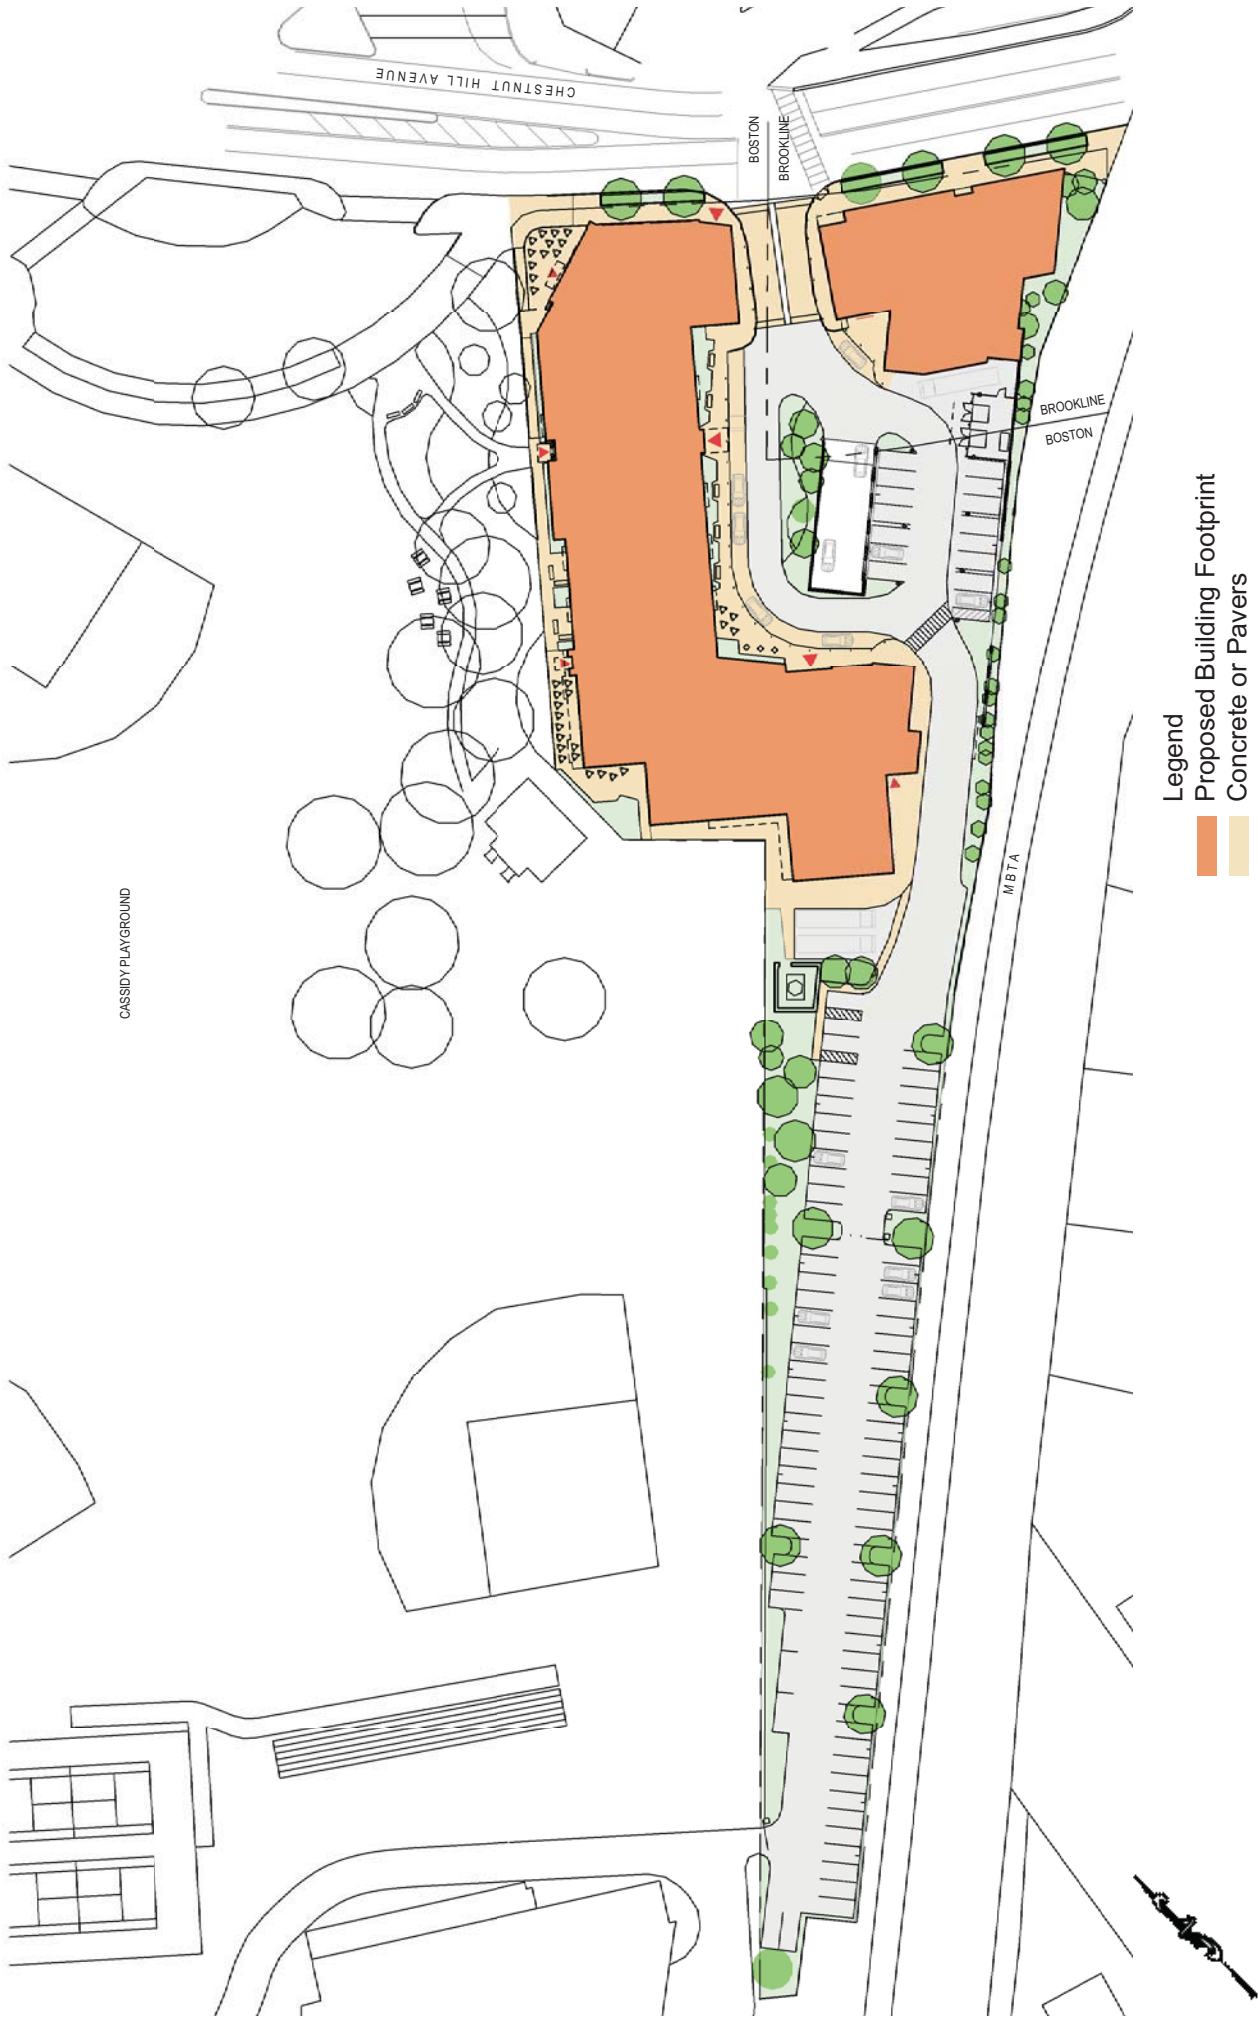 CHESTNUT HILL AVENUE
BOSTON
BROOKLINE
BROOKLINE
BOSTON
CASSIDY PLAYGROUND
MBTA
Legend
Proposed Building Footprint
Concrete or Pavers